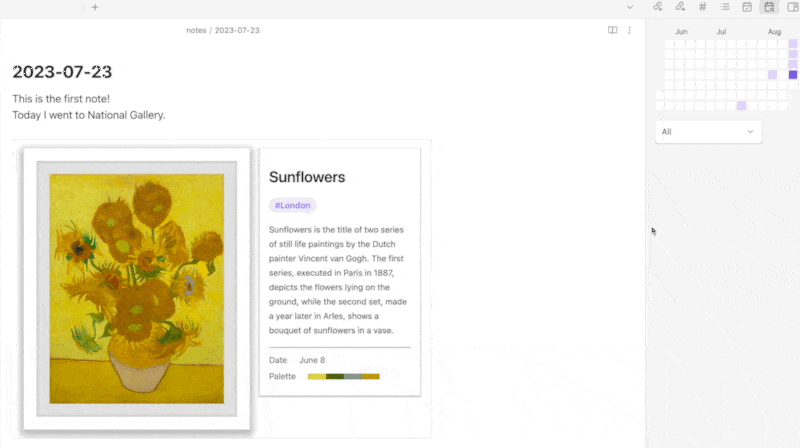 notes / 2023-07-23
Jun Jul Aug
All
2023-07-23
This is the first note!
Today I went to National Gallery.
Sunflowers
#London
Sunflowers is the title of two series
of still life paintings by the Dutch
painter Vincent van Gogh. The first
series, executed in Paris in 1887,
depicts the flowers lying on the
ground, while the second set, made
a year later in Arles, shows a
bouquet of sunflowers in a vase.
Date June 8
Palette